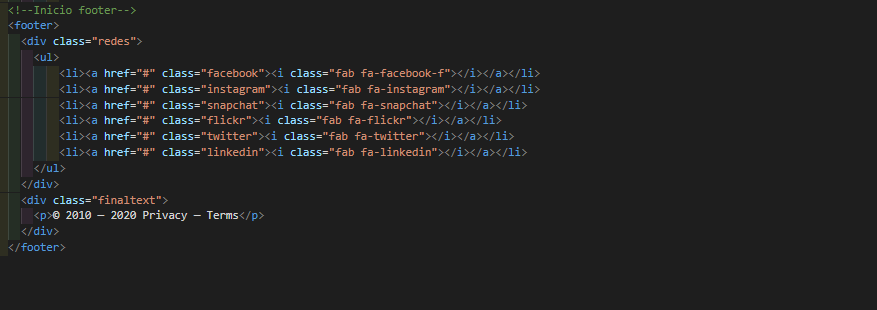 <!--Inicio footer-->
<footer>
<div class="redes">
<ul>
<li><a href="#" class="facebook"><i class="fab fa-facebook-f"></i></a></li>
<li><a href="#" class="instagram"><i class="fab fa-instagram"></i></a></li>
<li><a href="#" class="snapchat"><i class="fab fa-snapchat"></i></a></li>
<li><a href="#" class="flickr"><i class="fab fa-flickr"></i></a></li>
<li><a href="#" class="twitter"><i class="fab fa-twitter"></i></a></li>
<li><a href="#" class="linkedin"><i class="fab fa-linkedin"></i></a></li>
</ul>
</div>
<div class="finaltext">
<p>© 2010 — 2020 Privacy — Terms</p>
</div>
</footer>